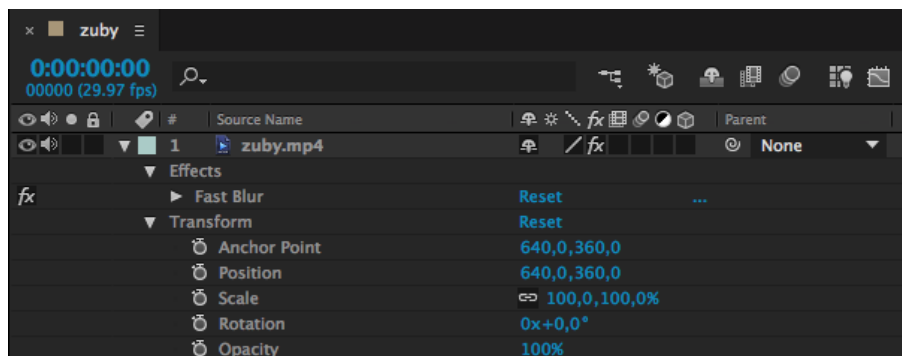 zuby
0:00:00:00
00000 (29.97 fps)
# Source Name fx Parent
1 zuby.mp4 fx None
Effects
fx Fast Blur Reset ...
Transform Reset
Anchor Point 640,0,360,0
Position 640,0,360,0
Scale 100,0,100,0%
Rotation 0x+0,0°
Opacity 100%